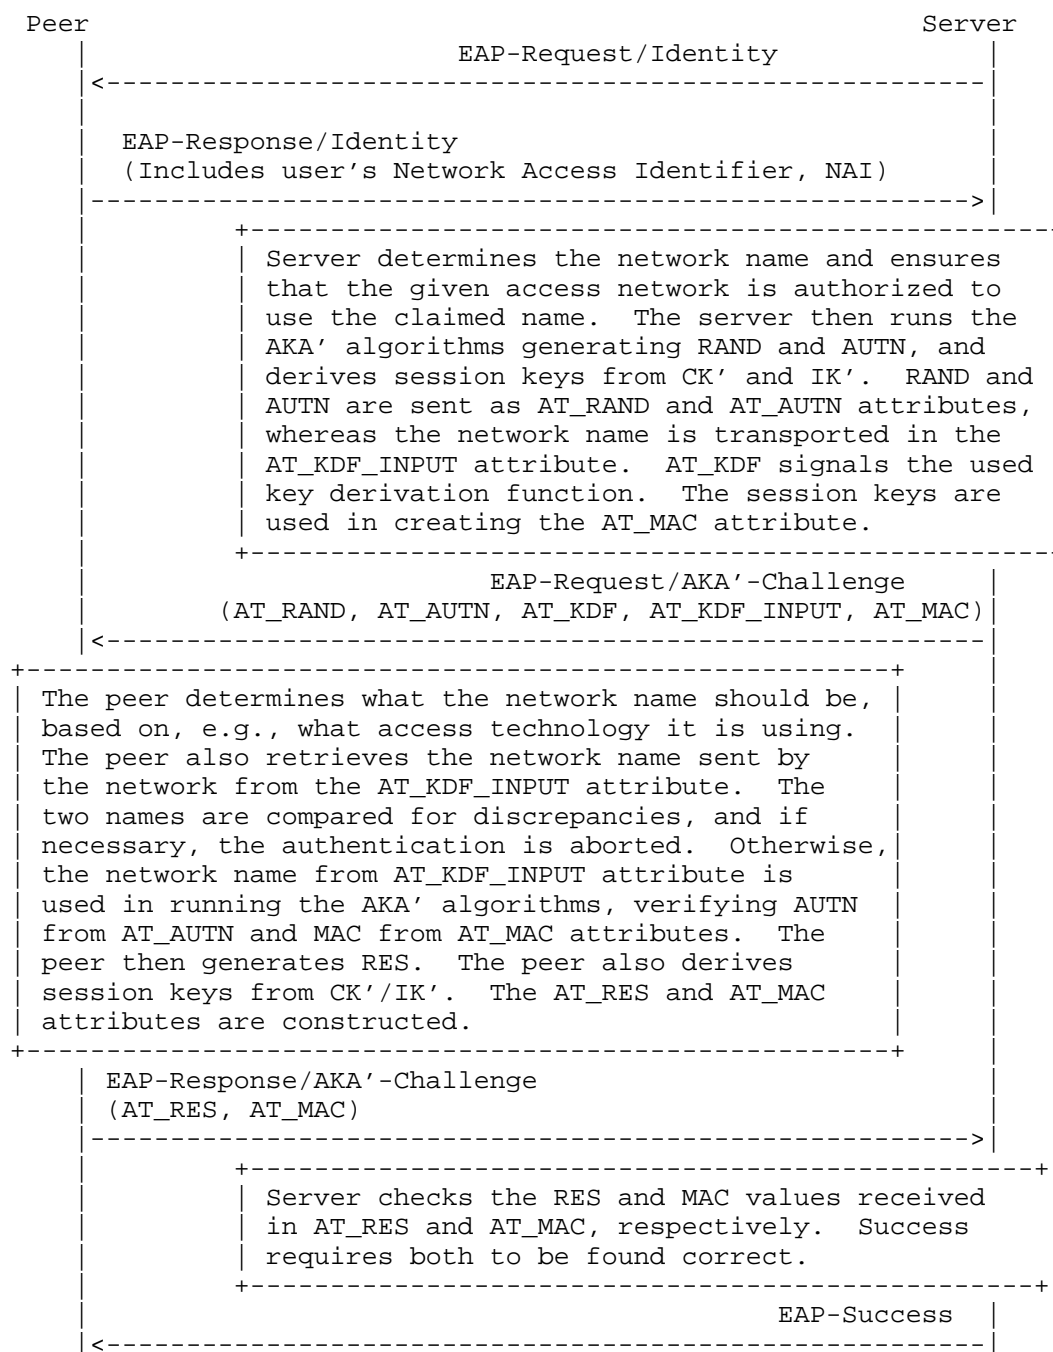 Peer Server
EAP-Request/Identity
EAP-Response/Identity
(Includes user's Network Access Identifier, NAI)
Server determines the network name and ensures
that the given access network is authorized to
use the claimed name. The server then runs the
AKA' algorithms generating RAND and AUTN, and
derives session keys from CK' and IK'. RAND and
AUTN are sent as AT_RAND and AT_AUTN attributes,
whereas the network name is transported in the
AT_KDF_INPUT attribute. AT_KDF signals the used
key derivation function. The session keys are
used in creating the AT_MAC attribute.
EAP-Request/AKA'-Challenge
(AT_RAND, AT_AUTN, AT_KDF, AT_KDF_INPUT, AT_MAC)
The peer determines what the network name should be,
based on, e.g., what access technology it is using.
The peer also retrieves the network name sent by
the network from the AT_KDF_INPUT attribute. The
two names are compared for discrepancies, and if
necessary, the authentication is aborted. Otherwise,
the network name from AT_KDF_INPUT attribute is
used in running the AKA' algorithms, verifying AUTN
from AT_AUTN and MAC from AT_MAC attributes. The
peer then generates RES. The peer also derives
session keys from CK'/IK'. The AT_RES and AT_MAC
attributes are constructed.
EAP-Response/AKA'-Challenge
(AT_RES, AT_MAC)
Server checks the RES and MAC values received
in AT_RES and AT_MAC, respectively. Success
requires both to be found correct.
EAP-Success